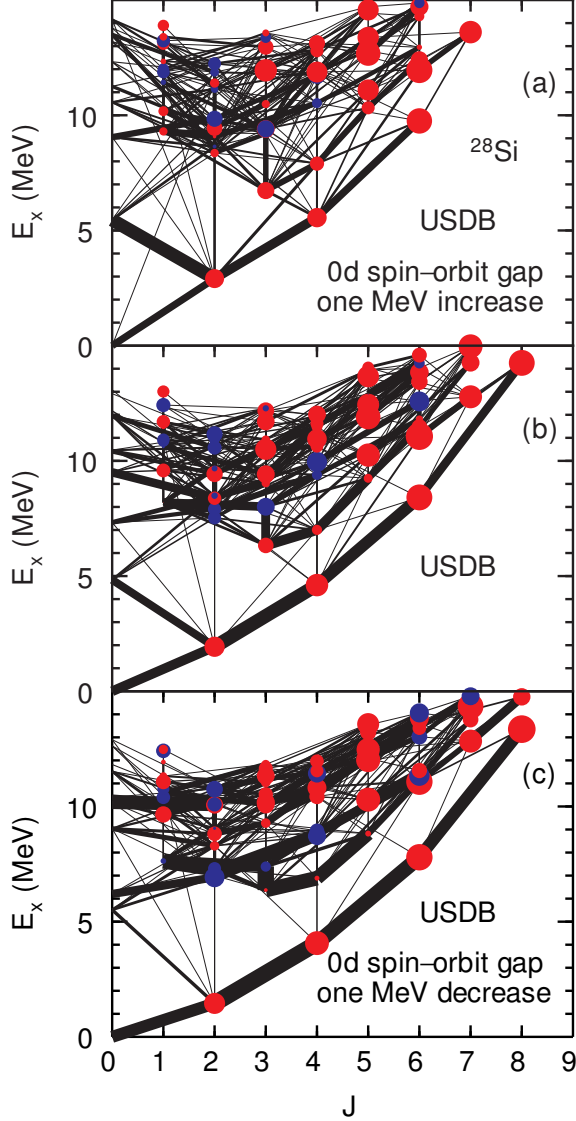 10
5
0
E_x (MeV)
(a)
²⁸Si
USDB
0d spin–orbit gap
one MeV increase
10
5
0
E_x (MeV)
(b)
USDB
10
5
0
E_x (MeV)
(c)
USDB
0d spin–orbit gap
one MeV decrease
0 1 2 3 4 5 6 7 8 9
J